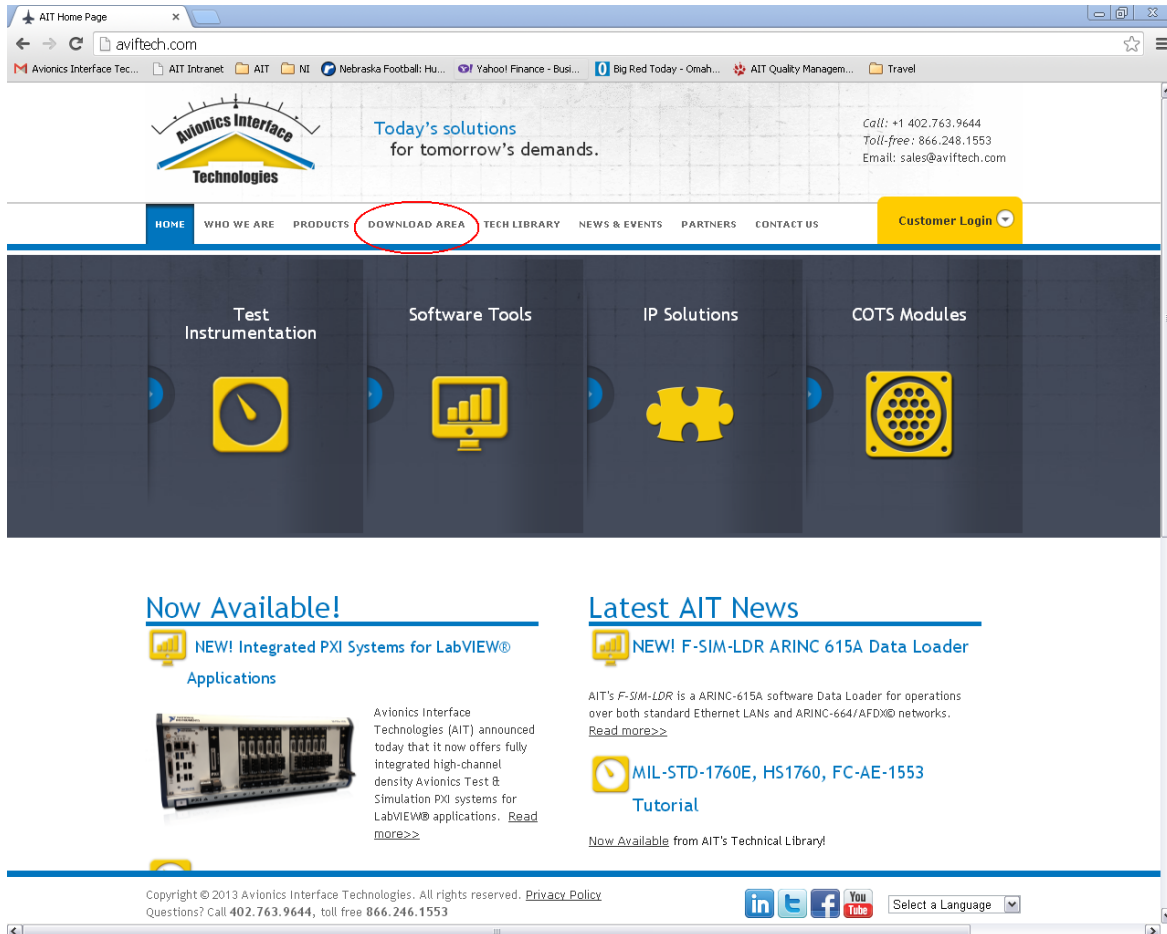 AIT Home Page
aviftech.com
Avionics Interface Tec... AIT Intranet AIT NI Nebraska Football: Hu... Yahoo! Finance - Busi... Big Red Today - Omah... AIT Quality Managem... Travel
Avionics Interface
Technologies
Today's solutions
for tomorrow's demands.
Call: +1 402.763.9644
Toll-free: 866.248.1553
Email: sales@aviftech.com
HOME WHO WE ARE PRODUCTS DOWNLOAD AREA TECH LIBRARY NEWS & EVENTS PARTNERS CONTACT US
Customer Login
Test
Instrumentation
Software Tools
IP Solutions
COTS Modules
Now Available!
NEW! Integrated PXI Systems for LabVIEW®
Applications
Avionics Interface
Technologies (AIT) announced
today that it now offers fully
integrated high-channel
density Avionics Test &
Simulation PXI systems for
LabVIEW® applications. Read
more>>
Latest AIT News
NEW! F-SIM-LDR ARINC 615A Data Loader
AIT's F-SIM-LDR is a ARINC-615A software Data Loader for operations
over both standard Ethernet LANs and ARINC-664/AFDX® networks.
Read more>>
MIL-STD-1760E, HS1760, FC-AE-1553
Tutorial
Now Available from AIT's Technical Library!
Copyright © 2013 Avionics Interface Technologies. All rights reserved. Privacy Policy
Questions? Call 402.763.9644, toll free 866.246.1553
in t f You Tube
Select a Language